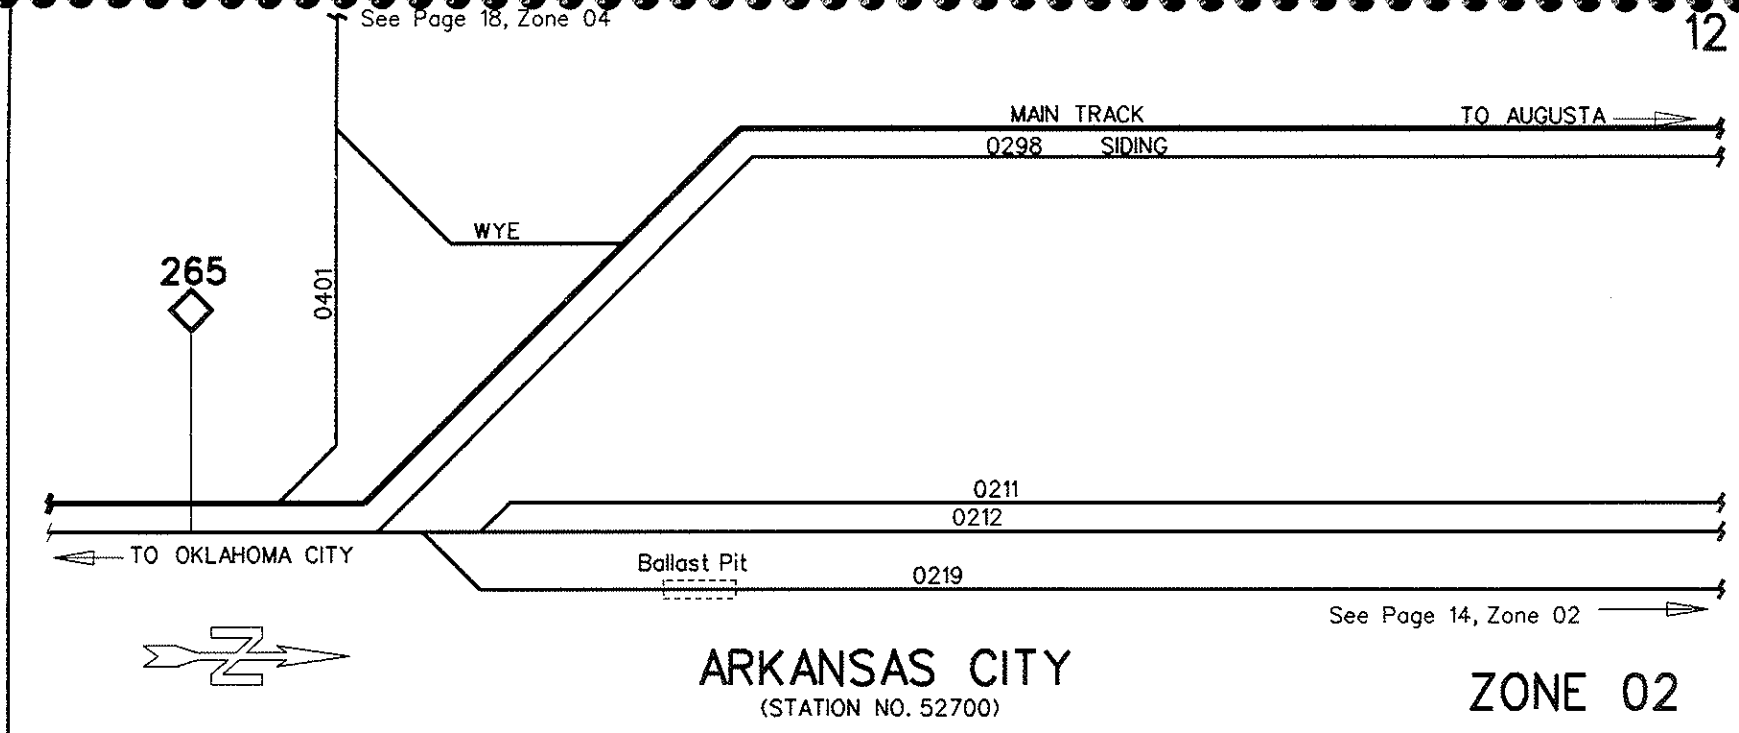 See Page 18, Zone 04
12
MAIN TRACK
TO AUGUSTA
0298 SIDING
WYE
265
0401
0211
0212
TO OKLAHOMA CITY
Ballast Pit
0219
See Page 14, Zone 02
N
ARKANSAS CITY
(STATION NO. 52700)
ZONE 02